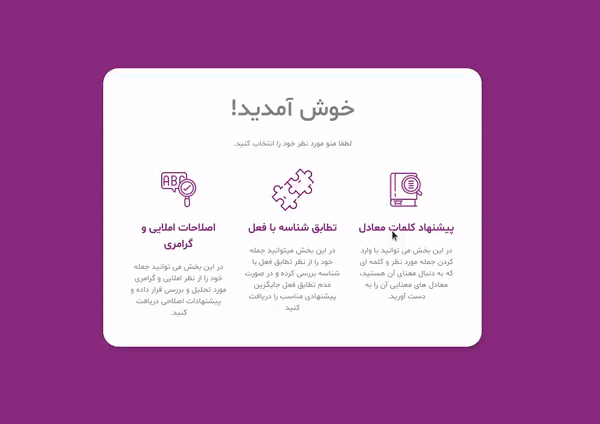 خوش آمدید!
لطفا منو مورد نظر خود را انتخاب کنید.
پیشنهاد کلمات معادل
در این بخش می توانید با وارد
کردن جمله مورد نظر و کلمه ای
که به دنبال معنای آن هستید،
معادل های معنایی آن را به
دست آورید.
تطابق شناسه با فعل
در این بخش میتوانید جمله
خود را از نظر تطابق فعل با
شناسه بررسی کرده و در صورت
عدم تطابق فعل جایگزین
پیشنهادی مناسب را دریافت
کنید
ABC
اصلاحات املایی و
گرامری
در این بخش می توانید جمله
خود را از نظر املایی و گرامری
مورد تحلیل و بررسی قرار داده و
پیشنهادات اصلاحی دریافت
کنید.